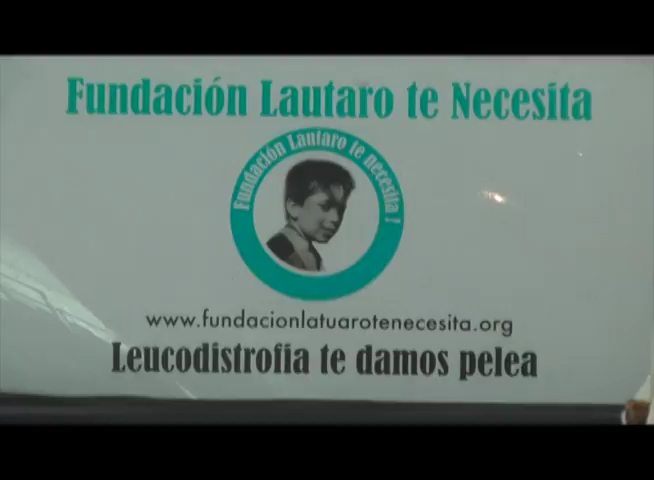 Fundación Lautaro te Necesita
Fundación Lautaro te necesita !
www.fundacionlatuarotenecesita.org
Leucodistrofia te damos pelea